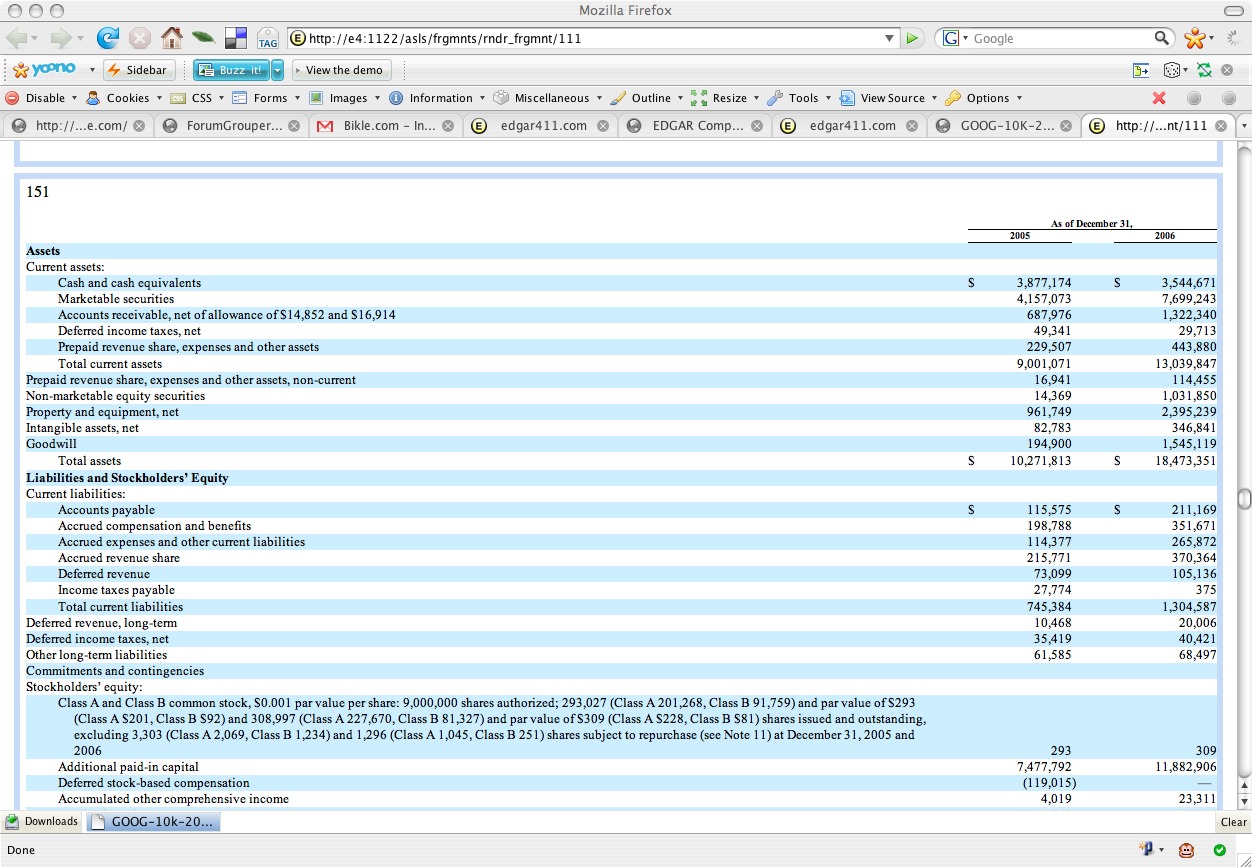 Mozilla Firefox
TAG http://e4:1122/asls/frgmnts/rndr_frgmnt/111 G Google
yoono Sidebar Buzz it! View the demo
Disable Cookies CSS Forms Images Information Miscellaneous Outline Resize Tools View Source Options
http://...e.com/ ForumGrouper... Bikle.com - In... edgar411.com EDGAR Comp... edgar411.com GOOG-10K-2... http://...nt/111
151
As of December 31,
2005 2006
Assets
Current assets:
Cash and cash equivalents $ 3,877,174 $ 3,544,671
Marketable securities 4,157,073 7,699,243
Accounts receivable, net of allowance of $14,852 and $16,914 687,976 1,322,340
Deferred income taxes, net 49,341 29,713
Prepaid revenue share, expenses and other assets 229,507 443,880
Total current assets 9,001,071 13,039,847
Prepaid revenue share, expenses and other assets, non-current 16,941 114,455
Non-marketable equity securities 14,369 1,031,850
Property and equipment, net 961,749 2,395,239
Intangible assets, net 82,783 346,841
Goodwill 194,900 1,545,119
Total assets $ 10,271,813 $ 18,473,351
Liabilities and Stockholders' Equity
Current liabilities:
Accounts payable $ 115,575 $ 211,169
Accrued compensation and benefits 198,788 351,671
Accrued expenses and other current liabilities 114,377 265,872
Accrued revenue share 215,771 370,364
Deferred revenue 73,099 105,136
Income taxes payable 27,774 375
Total current liabilities 745,384 1,304,587
Deferred revenue, long-term 10,468 20,006
Deferred income taxes, net 35,419 40,421
Other long-term liabilities 61,585 68,497
Commitments and contingencies
Stockholders' equity:
Class A and Class B common stock, $0.001 par value per share: 9,000,000 shares authorized; 293,027 (Class A 201,268, Class B 91,759) and par value of $293
(Class A $201, Class B $92) and 308,997 (Class A 227,670, Class B 81,327) and par value of $309 (Class A $228, Class B $81) shares issued and outstanding,
excluding 3,303 (Class A 2,069, Class B 1,234) and 1,296 (Class A 1,045, Class B 251) shares subject to repurchase (see Note 11) at December 31, 2005 and
2006 293 309
Additional paid-in capital 7,477,792 11,882,906
Deferred stock-based compensation (119,015) —
Accumulated other comprehensive income 4,019 23,311
Downloads GOOG-10k-20... Clear
Done